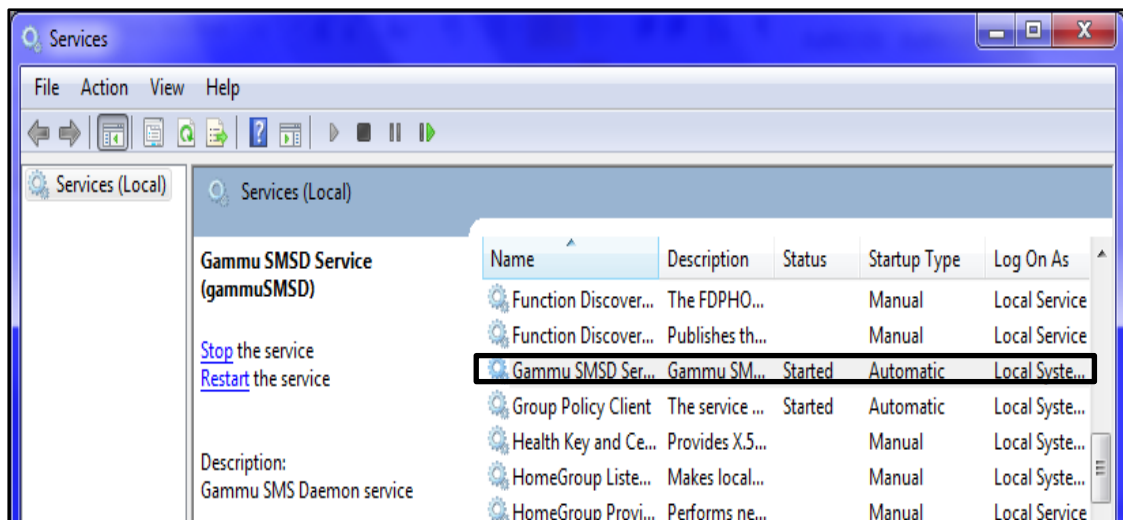 Services
File Action View Help
Services (Local)
Services (Local)
Gammu SMSD Service
(gammuSMSD)
Stop the service
Restart the service
Description:
Gammu SMS Daemon service
Name Description Status Startup Type Log On As
Function Discover... The FDPHO... Manual Local Service
Function Discover... Publishes th... Manual Local Service
Gammu SMSD Ser... Gammu SM... Started Automatic Local Syste...
Group Policy Client The service ... Started Automatic Local Syste...
Health Key and Ce... Provides X.5... Manual Local Syste...
HomeGroup Liste... Makes local... Manual Local Syste...
HomeGroup Provi... Performs ne... Manual Local Service